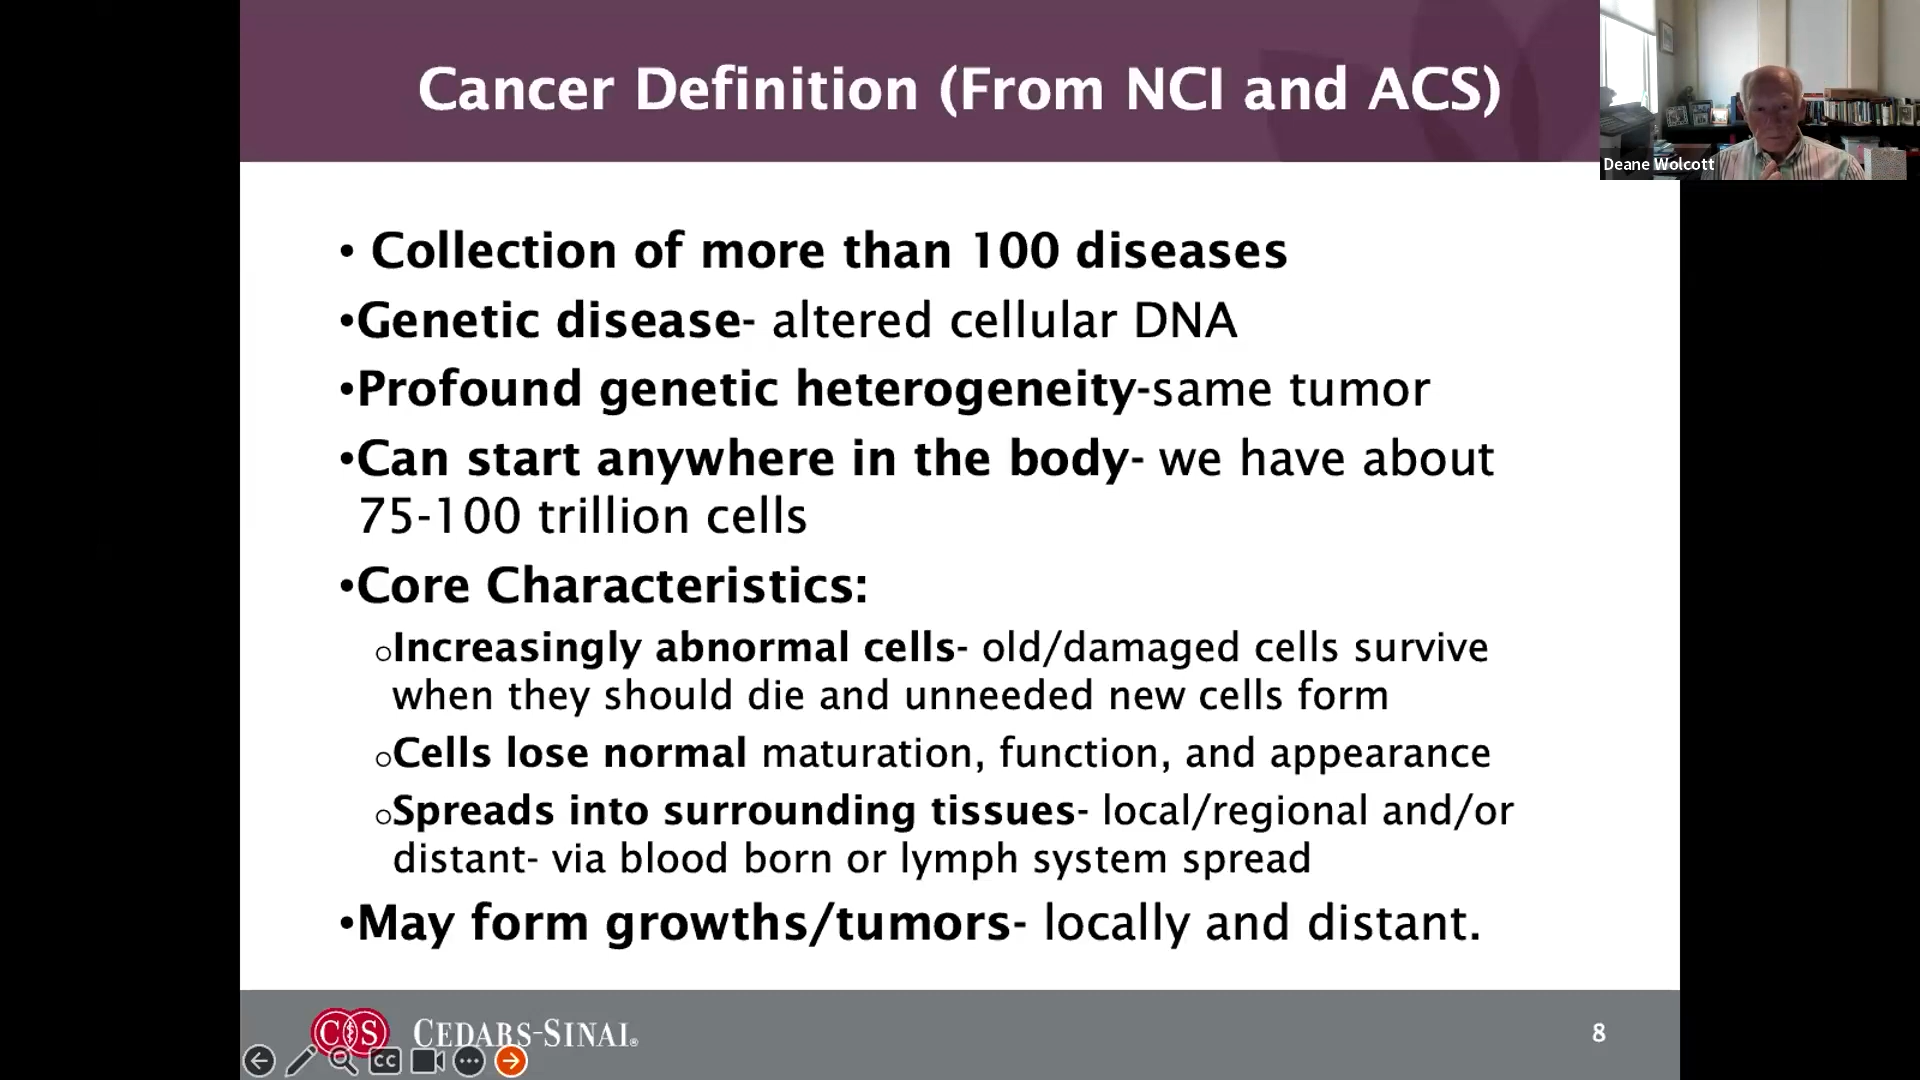 Cancer Definition (From NCI and ACS)
Deane Wolcott
• Collection of more than 100 diseases
•Genetic disease- altered cellular DNA
•Profound genetic heterogeneity-same tumor
•Can start anywhere in the body- we have about
75-100 trillion cells
•Core Characteristics:
oIncreasingly abnormal cells- old/damaged cells survive
when they should die and unneeded new cells form
oCells lose normal maturation, function, and appearance
oSpreads into surrounding tissues- local/regional and/or
distant- via blood born or lymph system spread
•May form growths/tumors- locally and distant.
CS CEDARS-SINAI®
8
CC